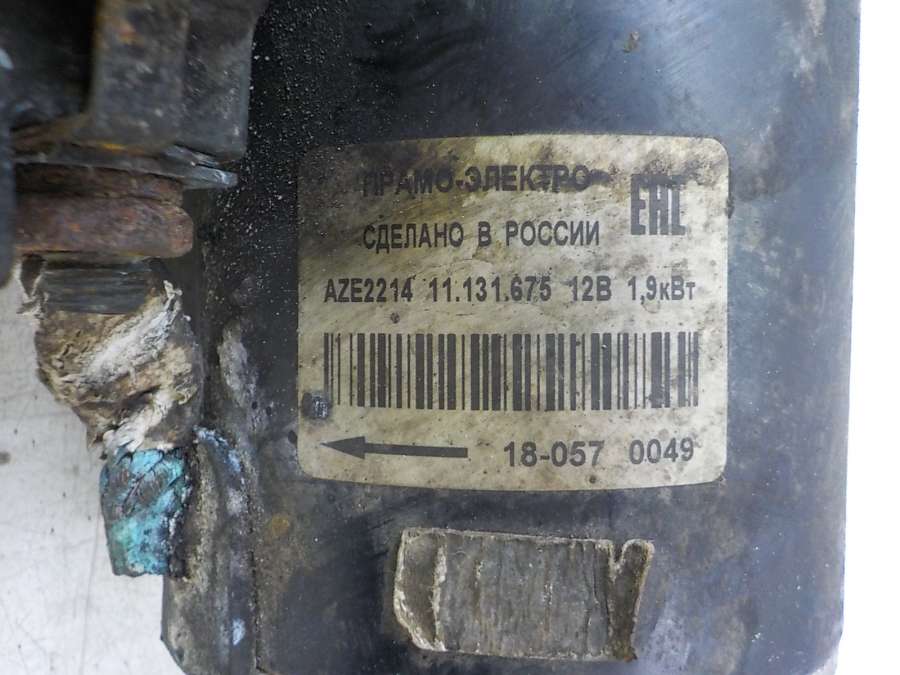 ПРАМО-ЭЛЕКТРО
СДЕЛАНО В РОССИИ
EAC
AZE2214 11.131.675 12В 1,9кВт
18-057 0049